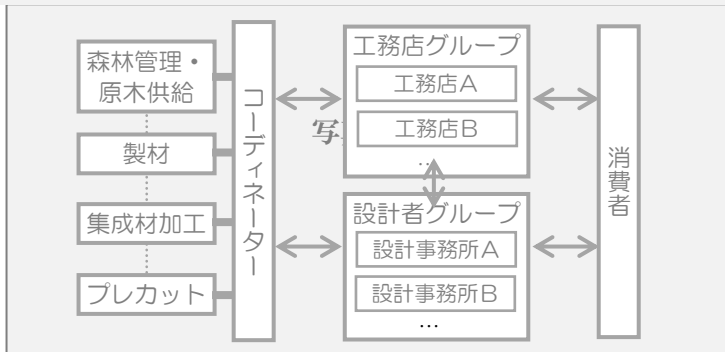 森林管理・
原木供給
製材
集成材加工
プレカット
コーディネーター
工務店グループ
工務店A
工務店B
…
設計者グループ
設計事務所A
設計事務所B
…
消費者
写